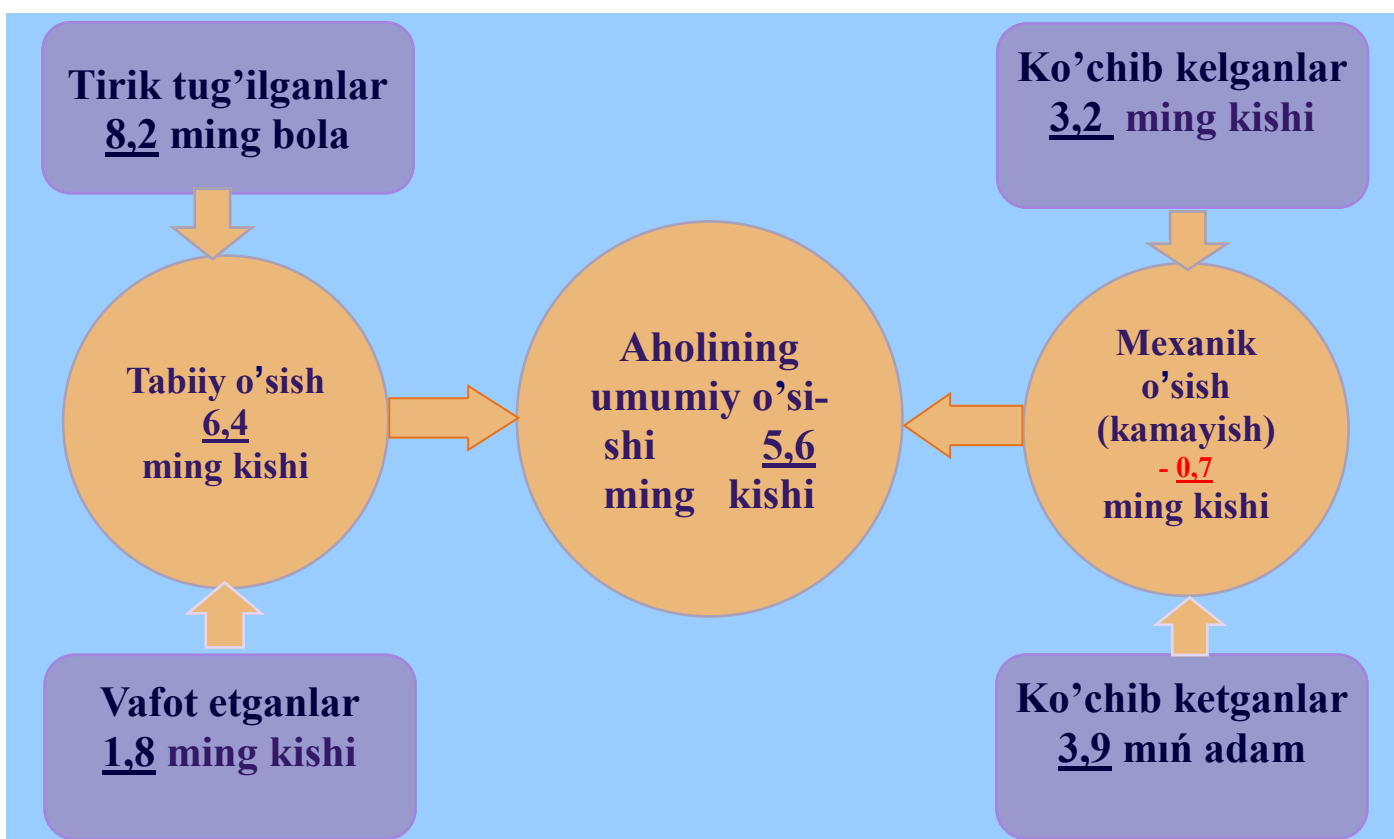 Tirik tug’ilganlar
8,2 ming bola
Ko’chib kelganlar
3,2 ming kishi
Tabiiy o’sish
6,4
ming kishi
Aholining
umumiy o’si-
shi 5,6
ming kishi
Mexanik
o’sish
(kamayish)
- 0,7
ming kishi
Vafot etganlar
1,8 ming kishi
Ko’chib ketganlar
3,9 mıń adam